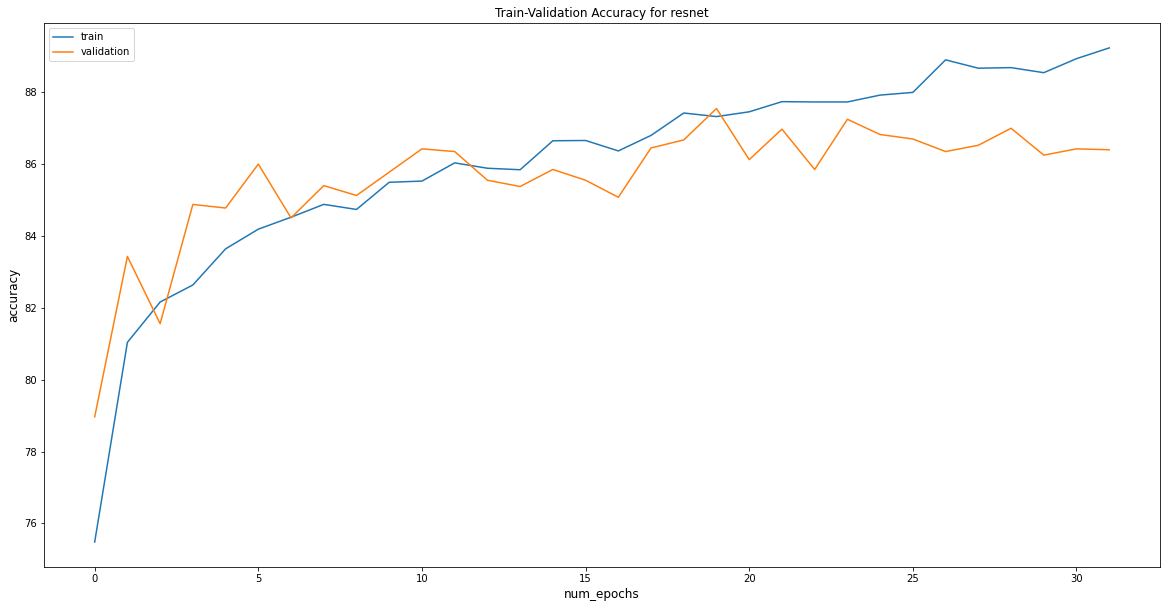 Train-Validation Accuracy for resnet
train
validation
88
86
84
82
80
78
76
accuracy
0 5 10 15 20 25 30
num_epochs